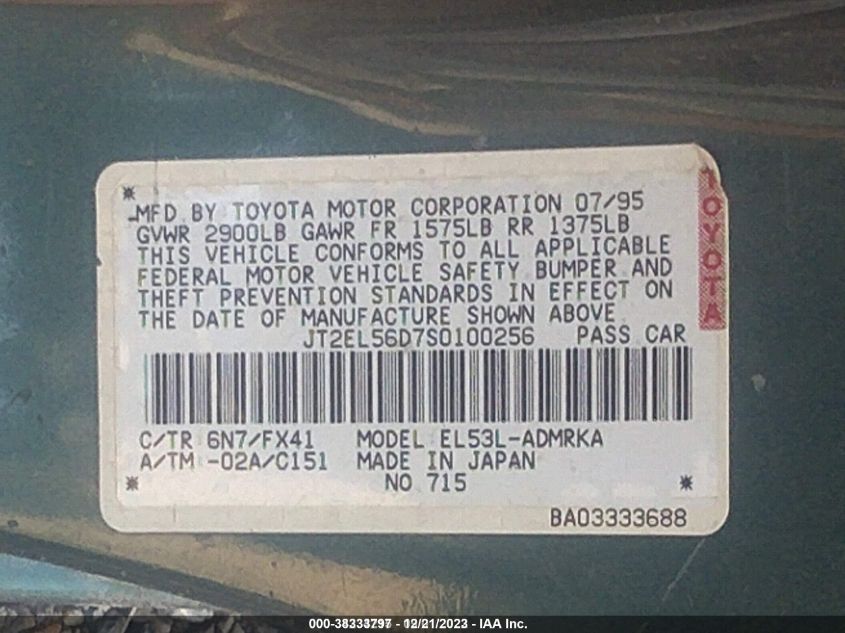 MFD BY TOYOTA MOTOR CORPORATION 07/95
GVWR 2900LB GAWR FR 1575LB RR 1375LB
THIS VEHICLE CONFORMS TO ALL APPLICABLE
FEDERAL MOTOR VEHICLE SAFETY BUMPER AND
THEFT PREVENTION STANDARDS IN EFFECT ON
THE DATE OF MANUFACTURE SHOWN ABOVE
JT2EL56D7S0100256 PASS CAR
C/TR 6N7/FX41 MODEL EL53L-ADMRKA
A/TM -02A/C151 MADE IN JAPAN
NO 715
BA03333688
TOYOTA
- 12/21/2023 - IAA Inc.